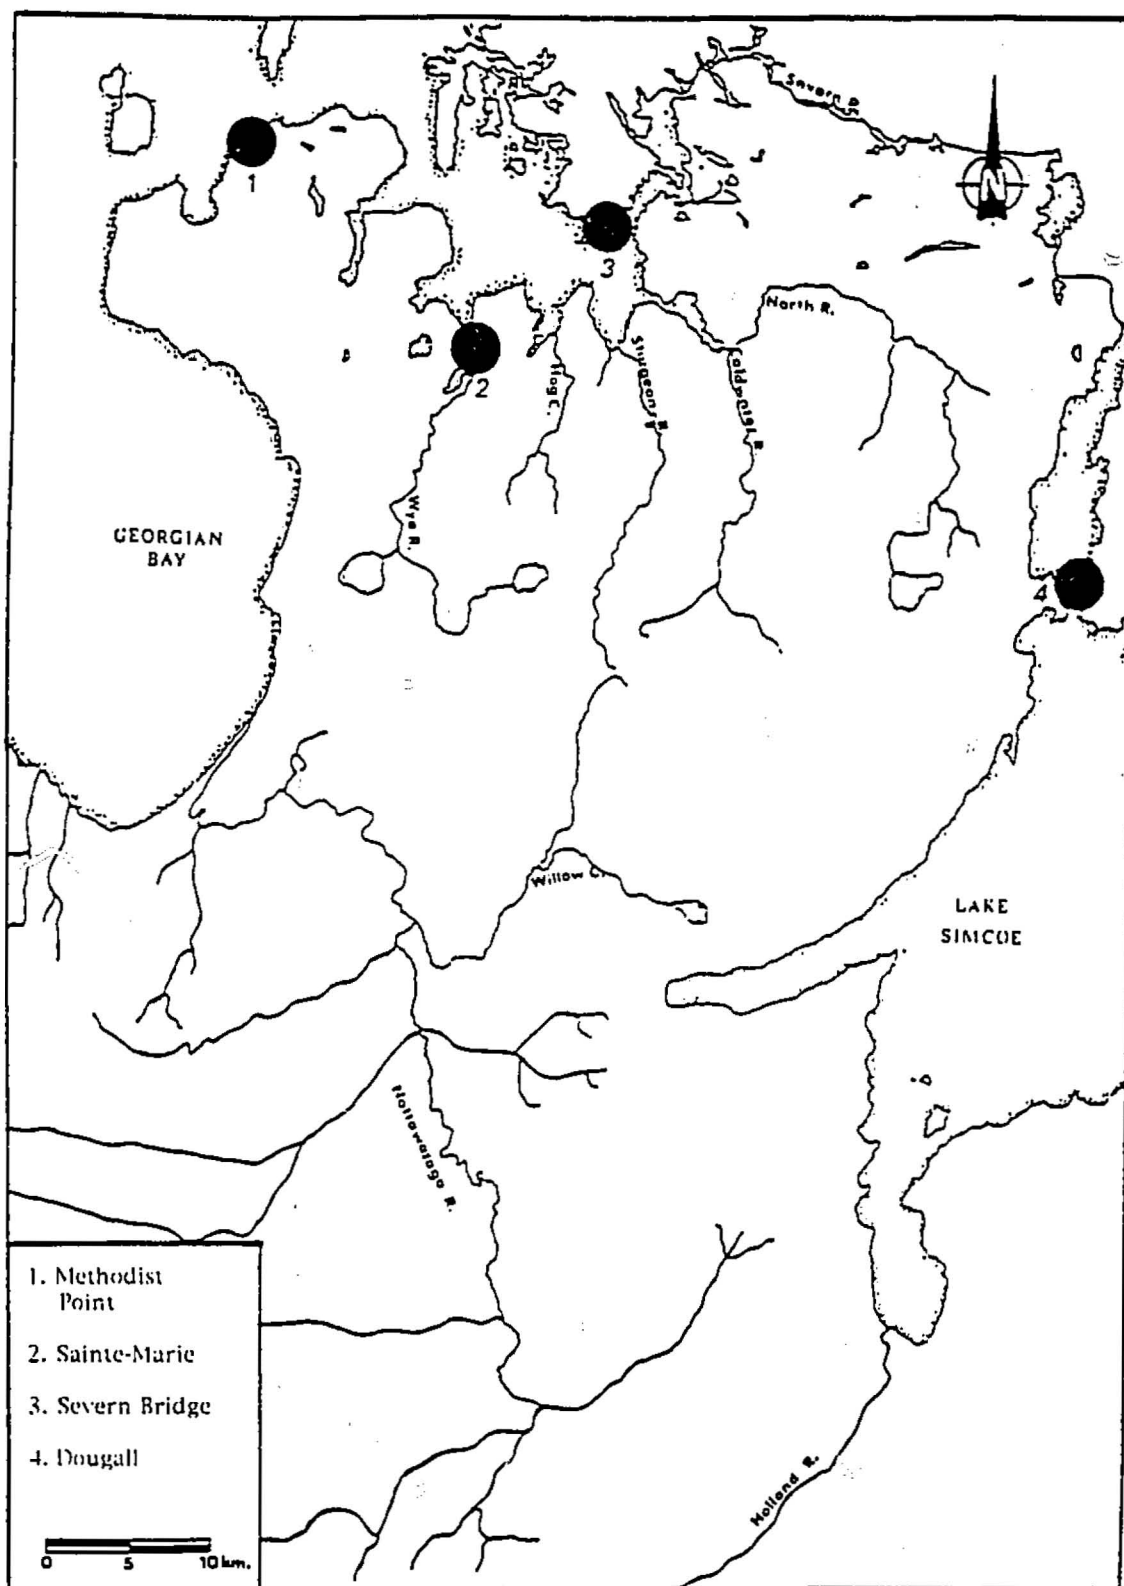 Severn R.
1
N
3
North R.
2
Hog C.
Sturgeon R.
Coldwater R.
Wye R.
GEORGIAN
BAY
4
Willow C.
LAKE
SIMCOE
Nottawasaga R.
1. Methodist
Point
2. Sainte-Marie
3. Severn Bridge
4. Dougall
Holland R.
0 5 10 km.